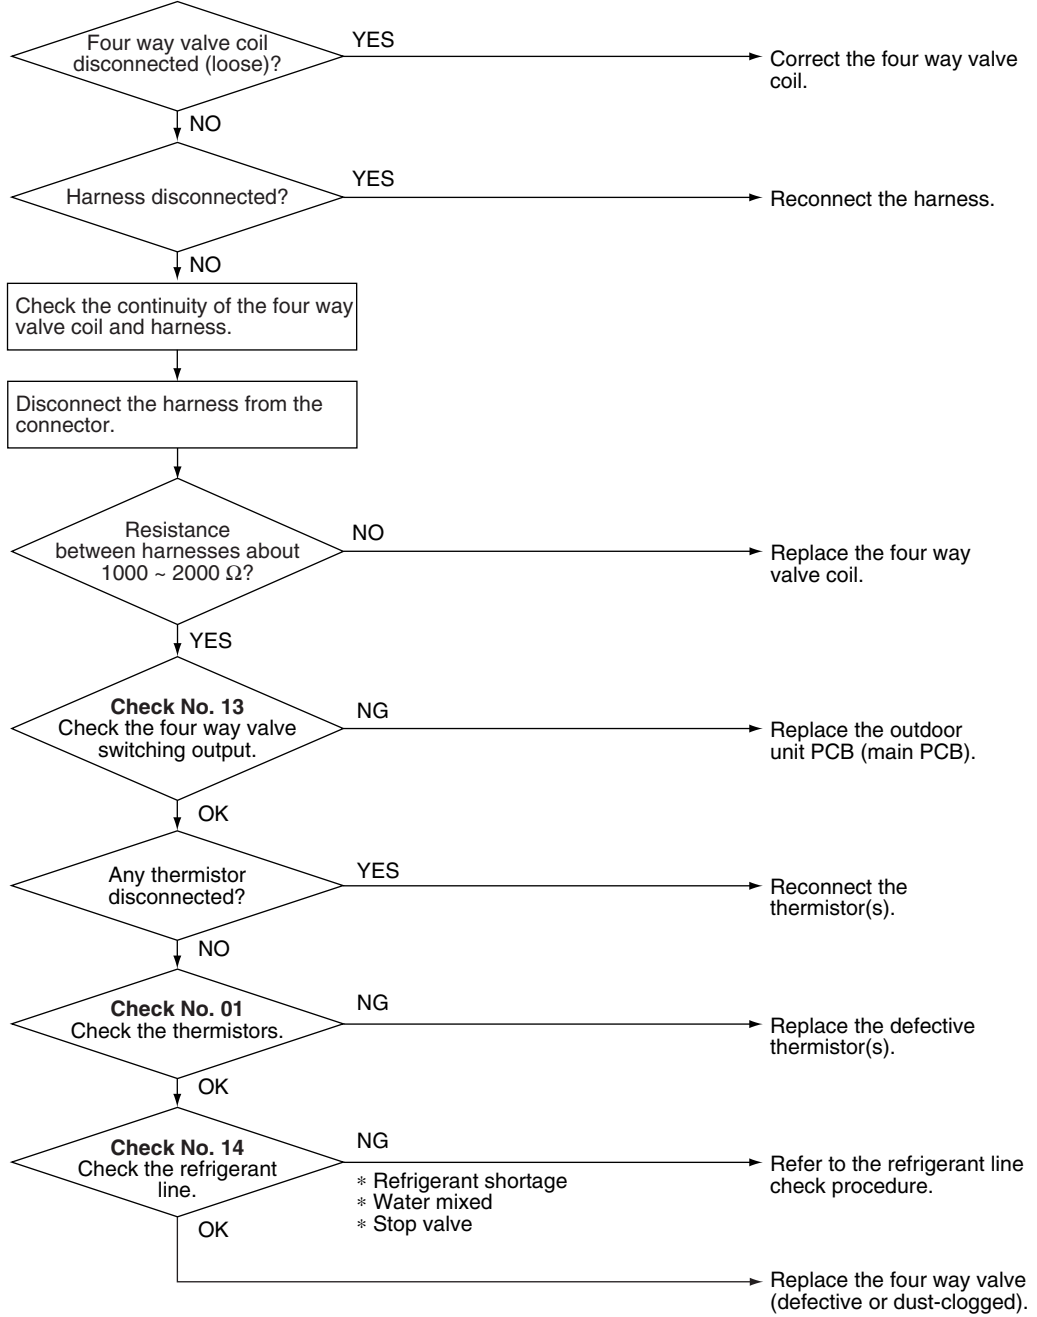 Four way valve coil
disconnected (loose)?
YES
Correct the four way valve
coil.
NO
Harness disconnected?
YES
Reconnect the harness.
NO
Check the continuity of the four way
valve coil and harness.
Disconnect the harness from the
connector.
Resistance
between harnesses about
1000 ~ 2000 Ω?
NO
Replace the four way
valve coil.
YES
Check No. 13
Check the four way valve
switching output.
NG
Replace the outdoor
unit PCB (main PCB).
OK
Any thermistor
disconnected?
YES
Reconnect the
thermistor(s).
NO
Check No. 01
Check the thermistors.
NG
Replace the defective
thermistor(s).
OK
Check No. 14
Check the refrigerant
line.
NG
∗ Refrigerant shortage
∗ Water mixed
∗ Stop valve
Refer to the refrigerant line
check procedure.
OK
Replace the four way valve
(defective or dust-clogged).